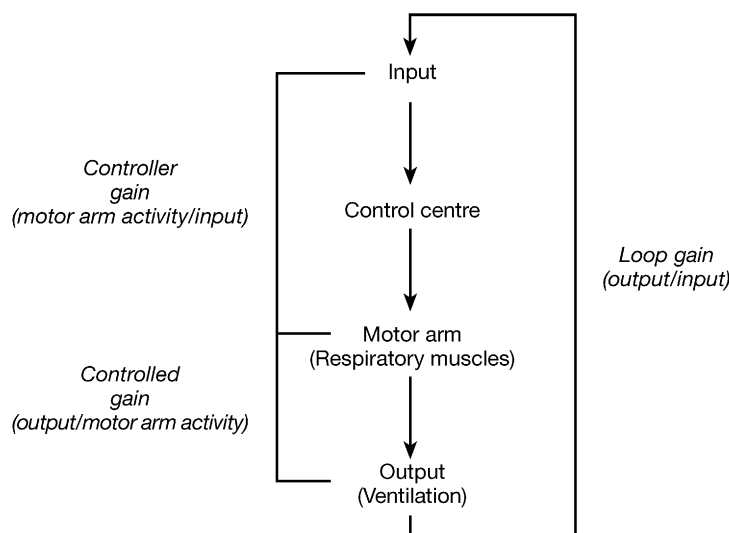 Input
Controller
gain
(motor arm activity/input)
Control centre
Loop gain
(output/input)
Motor arm
(Respiratory muscles)
Controlled
gain
(output/motor arm activity)
Output
(Ventilation)